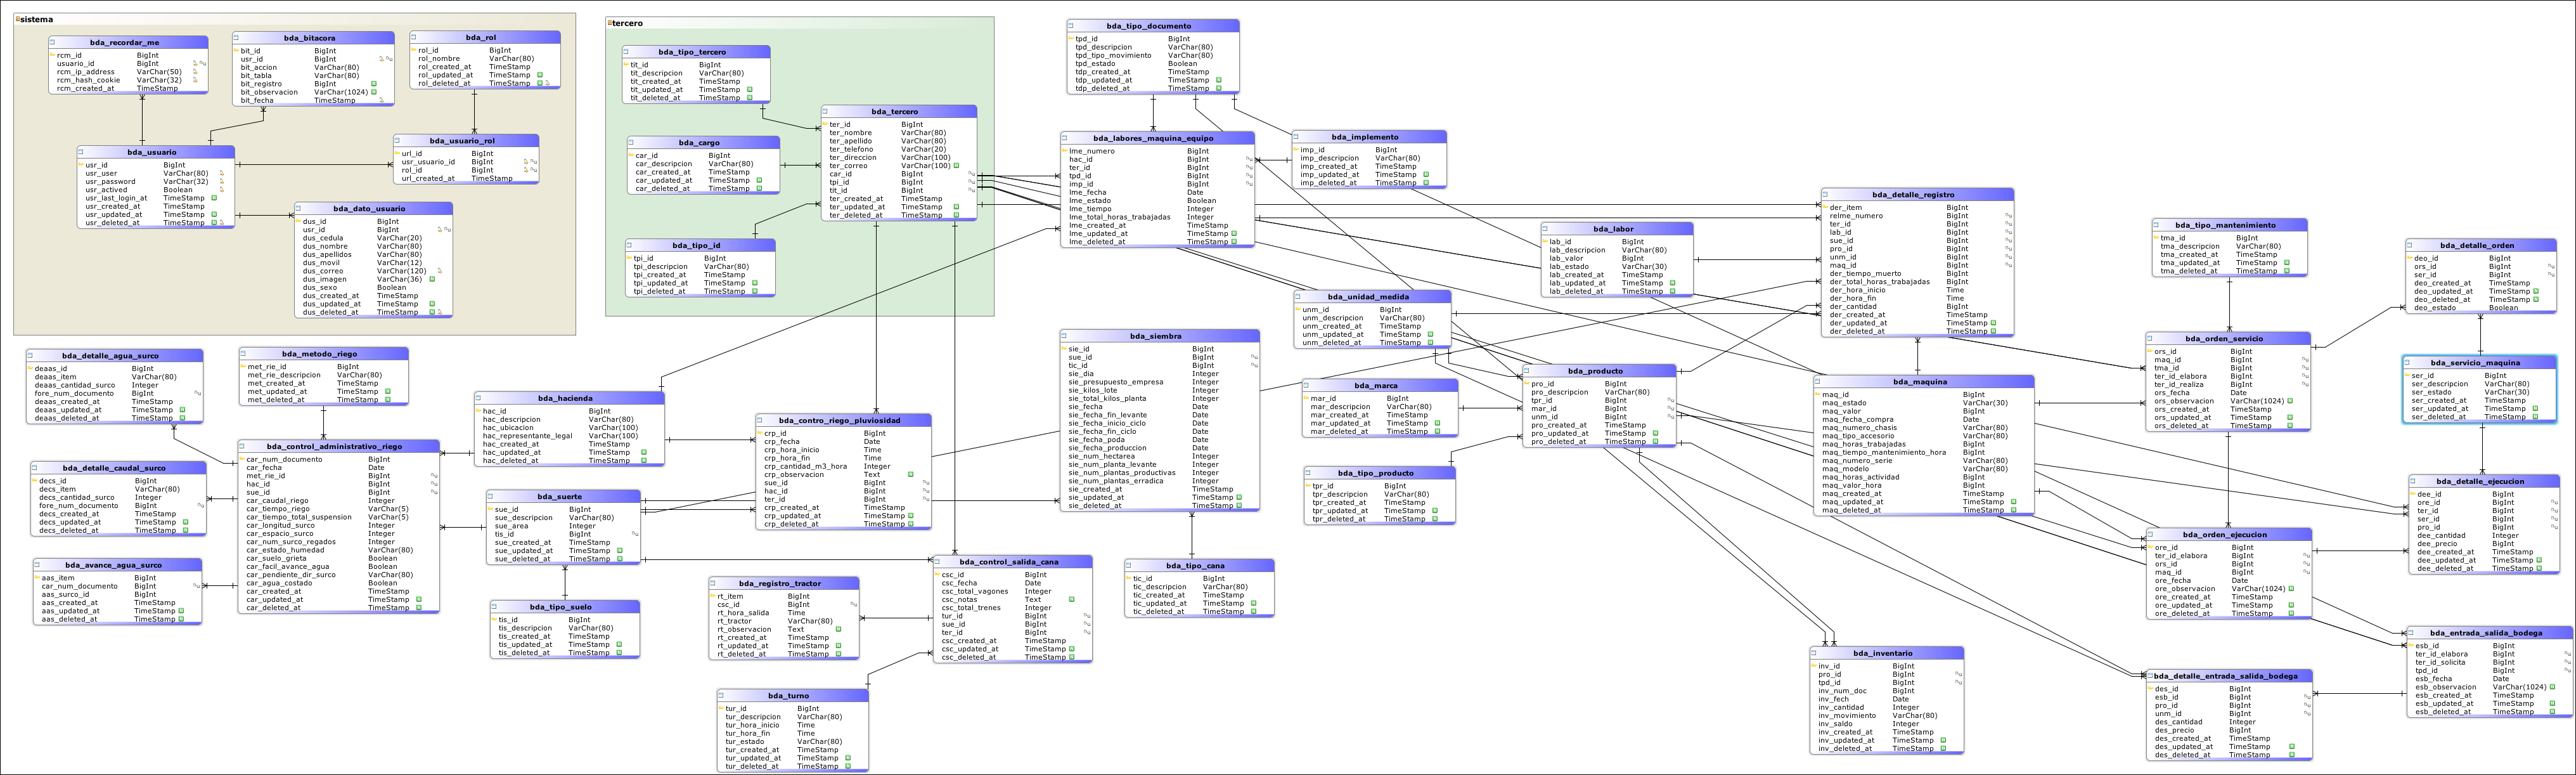 sistema
bda_recordar_me
rcm_id BigInt
usuario_id BigInt
rcm_ip_address VarChar(50)
rcm_hash_cookie VarChar(32)
rcm_created_at TimeStamp
bda_bitacora
bit_id BigInt
usr_id BigInt
bit_accion VarChar(80)
bit_tabla VarChar(80)
bit_registro BigInt
bit_observacion VarChar(1024)
bit_fecha TimeStamp
bda_rol
rol_id BigInt
rol_nombre VarChar(80)
rol_created_at TimeStamp
rol_updated_at TimeStamp
rol_deleted_at TimeStamp
bda_usuario
usr_id BigInt
usr_user VarChar(80)
usr_password VarChar(32)
usr_actived Boolean
usr_last_login_at TimeStamp
usr_created_at TimeStamp
usr_updated_at TimeStamp
usr_deleted_at TimeStamp
bda_usuario_rol
url_id BigInt
usr_usuario_id BigInt
rol_id BigInt
url_created_at TimeStamp
bda_dato_usuario
dus_id BigInt
usr_id BigInt
dus_cedula VarChar(20)
dus_nombre VarChar(80)
dus_apellidos VarChar(80)
dus_movil VarChar(12)
dus_correo VarChar(120)
dus_imagen VarChar(36)
dus_sexo Boolean
dus_created_at TimeStamp
dus_updated_at TimeStamp
dus_deleted_at TimeStamp
tercero
bda_tipo_tercero
tit_id BigInt
tit_descripcion VarChar(80)
tit_created_at TimeStamp
tit_updated_at TimeStamp
tit_deleted_at TimeStamp
bda_cargo
car_id BigInt
car_descripcion VarChar(80)
car_created_at TimeStamp
car_updated_at TimeStamp
car_deleted_at TimeStamp
bda_tercero
ter_id BigInt
ter_nombre VarChar(80)
ter_apellido VarChar(80)
ter_telefono VarChar(20)
ter_direccion VarChar(100)
ter_correo VarChar(100)
car_id BigInt
tpi_id BigInt
tit_id BigInt
ter_created_at TimeStamp
ter_updated_at TimeStamp
ter_deleted_at TimeStamp
bda_tipo_id
tpi_id BigInt
tpi_descripcion VarChar(80)
tpi_created_at TimeStamp
tpi_updated_at TimeStamp
tpi_deleted_at TimeStamp
bda_tipo_documento
tpd_id BigInt
tpd_descripcion VarChar(80)
tpd_tipo_movimiento VarChar(80)
tpd_estado Boolean
tdp_created_at TimeStamp
tdp_updated_at TimeStamp
tdp_deleted_at TimeStamp
bda_labores_maquina_equipo
lme_numero BigInt
hac_id BigInt
ter_id BigInt
tpd_id BigInt
imp_id BigInt
lme_fecha Date
lme_estado Boolean
lme_tiempo Integer
lme_total_horas_trabajadas Integer
lme_created_at TimeStamp
lme_updated_at TimeStamp
lme_deleted_at TimeStamp
bda_implemento
imp_id BigInt
imp_descripcion VarChar(80)
imp_created_at TimeStamp
imp_updated_at TimeStamp
imp_deleted_at TimeStamp
bda_labor
lab_id BigInt
lab_descripcion VarChar(80)
lab_valor BigInt
lab_estado VarChar(30)
lab_created_at TimeStamp
lab_updated_at TimeStamp
lab_deleted_at TimeStamp
bda_detalle_registro
der_item BigInt
relme_numero BigInt
ter_id BigInt
lab_id BigInt
sue_id BigInt
pro_id BigInt
unm_id BigInt
maq_id BigInt
der_tiempo_muerto BigInt
der_total_horas_trabajadas BigInt
der_hora_inicio Time
der_hora_fin Time
der_cantidad BigInt
der_created_at TimeStamp
der_updated_at TimeStamp
der_deleted_at TimeStamp
bda_tipo_mantenimiento
tma_id BigInt
tma_descripcion VarChar(80)
tma_created_at TimeStamp
tma_updated_at TimeStamp
tma_deleted_at TimeStamp
bda_detalle_orden
deo_id BigInt
ors_id BigInt
ser_id BigInt
deo_created_at TimeStamp
deo_updated_at TimeStamp
deo_deleted_at TimeStamp
deo_estado Boolean
bda_unidad_medida
unm_id BigInt
unm_descripcion VarChar(80)
unm_created_at TimeStamp
unm_updated_at TimeStamp
unm_deleted_at TimeStamp
bda_siembra
sie_id BigInt
sue_id BigInt
tic_id BigInt
sie_dia Integer
sie_presupuesto_empresa Integer
sie_kilos_lote Integer
sie_total_kilos_planta Integer
sie_fecha Date
sie_fecha_fin_levante Date
sie_fecha_inicio_ciclo Date
sie_fecha_fin_ciclo Date
sie_fecha_poda Date
sie_fecha_produccion Date
sie_num_hectarea Integer
sie_num_planta_levante Integer
sie_num_plantas_productivas Integer
sie_num_plantas_erradica Integer
sie_created_at TimeStamp
sie_updated_at TimeStamp
sie_deleted_at TimeStamp
bda_orden_servicio
ors_id BigInt
maq_id BigInt
tma_id BigInt
ter_id_elabora BigInt
ter_id_realiza BigInt
ors_fecha Date
ors_observacion VarChar(1024)
ors_created_at TimeStamp
ors_updated_at TimeStamp
ors_deleted_at TimeStamp
bda_servicio_maquina
ser_id BigInt
ser_descripcion VarChar(80)
ser_estado VarChar(30)
ser_created_at TimeStamp
ser_updated_at TimeStamp
ser_deleted_at TimeStamp
bda_detalle_agua_surco
deaas_id BigInt
deaas_item VarChar(80)
deaas_cantidad_surco Integer
fore_num_documento BigInt
deaas_created_at TimeStamp
deaas_updated_at TimeStamp
deaas_deleted_at TimeStamp
bda_metodo_riego
met_rie_id BigInt
met_rie_descripcion VarChar(80)
met_created_at TimeStamp
met_updated_at TimeStamp
met_deleted_at TimeStamp
bda_producto
pro_id BigInt
pro_descripcion VarChar(80)
tpr_id BigInt
mar_id BigInt
unm_id BigInt
pro_created_at TimeStamp
pro_updated_at TimeStamp
pro_deleted_at TimeStamp
bda_marca
mar_id BigInt
mar_descripcion VarChar(80)
mar_created_at TimeStamp
mar_updated_at TimeStamp
mar_deleted_at TimeStamp
bda_maquina
maq_id BigInt
maq_estado VarChar(30)
maq_valor BigInt
maq_fecha_compra Date
maq_numero_chasis VarChar(80)
maq_tipo_accesorio VarChar(80)
maq_horas_trabajadas BigInt
maq_tiempo_mantenimiento_hora BigInt
maq_numero_serie VarChar(80)
maq_modelo VarChar(80)
maq_horas_actividad BigInt
maq_valor_hora BigInt
maq_created_at TimeStamp
maq_updated_at TimeStamp
maq_deleted_at TimeStamp
bda_hacienda
hac_id BigInt
hac_descripcion VarChar(80)
hac_ubicacion VarChar(100)
hac_representante_legal VarChar(100)
hac_created_at TimeStamp
hac_updated_at TimeStamp
hac_deleted_at TimeStamp
bda_contro_riego_pluviosidad
crp_id BigInt
crp_fecha Date
crp_hora_inicio Time
crp_hora_fin Time
crp_cantidad_m3_hora Integer
crp_observacion Text
sue_id BigInt
hac_id BigInt
ter_id BigInt
crp_created_at TimeStamp
crp_updated_at TimeStamp
crp_deleted_at TimeStamp
bda_control_administrativo_riego
car_num_documento BigInt
car_fecha Date
met_rie_id BigInt
hac_id BigInt
sue_id BigInt
car_caudal_riego Integer
car_tiempo_riego VarChar(5)
car_tiempo_total_suspension VarChar(5)
car_longitud_surco Integer
car_espacio_surco Integer
car_num_surco_regados Integer
car_estado_humedad VarChar(80)
car_suelo_grieta Boolean
car_facil_avance_agua Boolean
car_pendiente_dir_surco VarChar(80)
car_agua_costado Boolean
car_created_at TimeStamp
car_updated_at TimeStamp
car_deleted_at TimeStamp
bda_detalle_caudal_surco
decs_id BigInt
decs_item VarChar(80)
decs_cantidad_surco Integer
fore_num_documento BigInt
decs_created_at TimeStamp
decs_updated_at TimeStamp
decs_deleted_at TimeStamp
bda_tipo_producto
tpr_id BigInt
tpr_descripcion VarChar(80)
tpr_created_at TimeStamp
tpr_updated_at TimeStamp
tpr_deleted_at TimeStamp
bda_detalle_ejecucion
dee_id BigInt
ore_id BigInt
ter_id BigInt
ser_id BigInt
pro_id BigInt
dee_cantidad Integer
dee_precio BigInt
dee_created_at TimeStamp
dee_updated_at TimeStamp
dee_deleted_at TimeStamp
bda_suerte
sue_id BigInt
sue_descripcion VarChar(80)
sue_area Integer
tis_id BigInt
sue_created_at TimeStamp
sue_updated_at TimeStamp
sue_deleted_at TimeStamp
bda_orden_ejecucion
ore_id BigInt
ter_id_elabora BigInt
ors_id BigInt
maq_id BigInt
ore_fecha Date
ore_observacion VarChar(1024)
ore_created_at TimeStamp
ore_updated_at TimeStamp
ore_deleted_at TimeStamp
bda_avance_agua_surco
aas_item BigInt
car_num_documento BigInt
aas_surco_id BigInt
aas_created_at TimeStamp
aas_updated_at TimeStamp
aas_deleted_at TimeStamp
bda_control_salida_cana
csc_id BigInt
csc_fecha Date
csc_total_vagones Integer
csc_notas Text
csc_total_trenes Integer
tur_id BigInt
sue_id BigInt
ter_id BigInt
csc_created_at TimeStamp
csc_updated_at TimeStamp
csc_deleted_at TimeStamp
bda_tipo_cana
tic_id BigInt
tic_descripcion VarChar(80)
tic_created_at TimeStamp
tic_updated_at TimeStamp
tic_deleted_at TimeStamp
bda_registro_tractor
rt_item BigInt
csc_id BigInt
rt_hora_salida Time
rt_tractor VarChar(80)
rt_observacion Text
rt_created_at TimeStamp
rt_updated_at TimeStamp
rt_deleted_at TimeStamp
bda_tipo_suelo
tis_id BigInt
tis_descripcion VarChar(80)
tis_created_at TimeStamp
tis_updated_at TimeStamp
tis_deleted_at TimeStamp
bda_entrada_salida_bodega
esb_id BigInt
ter_id_elabora BigInt
ter_id_solicita BigInt
tpd_id BigInt
esb_fecha Date
esb_observacion VarChar(1024)
esb_created_at TimeStamp
esb_updated_at TimeStamp
esb_deleted_at TimeStamp
bda_inventario
inv_id BigInt
pro_id BigInt
tpd_id BigInt
inv_num_doc BigInt
inv_fech Date
inv_cantidad Integer
inv_movimiento VarChar(80)
inv_saldo Integer
inv_created_at TimeStamp
inv_updated_at TimeStamp
inv_deleted_at TimeStamp
bda_detalle_entrada_salida_bodega
des_id BigInt
esb_id BigInt
pro_id BigInt
unm_id BigInt
des_cantidad Integer
des_precio BigInt
des_created_at TimeStamp
des_updated_at TimeStamp
des_deleted_at TimeStamp
bda_turno
tur_id BigInt
tur_descripcion VarChar(80)
tur_hora_inicio Time
tur_hora_fin Time
tur_estado VarChar(80)
tur_created_at TimeStamp
tur_updated_at TimeStamp
tur_deleted_at TimeStamp